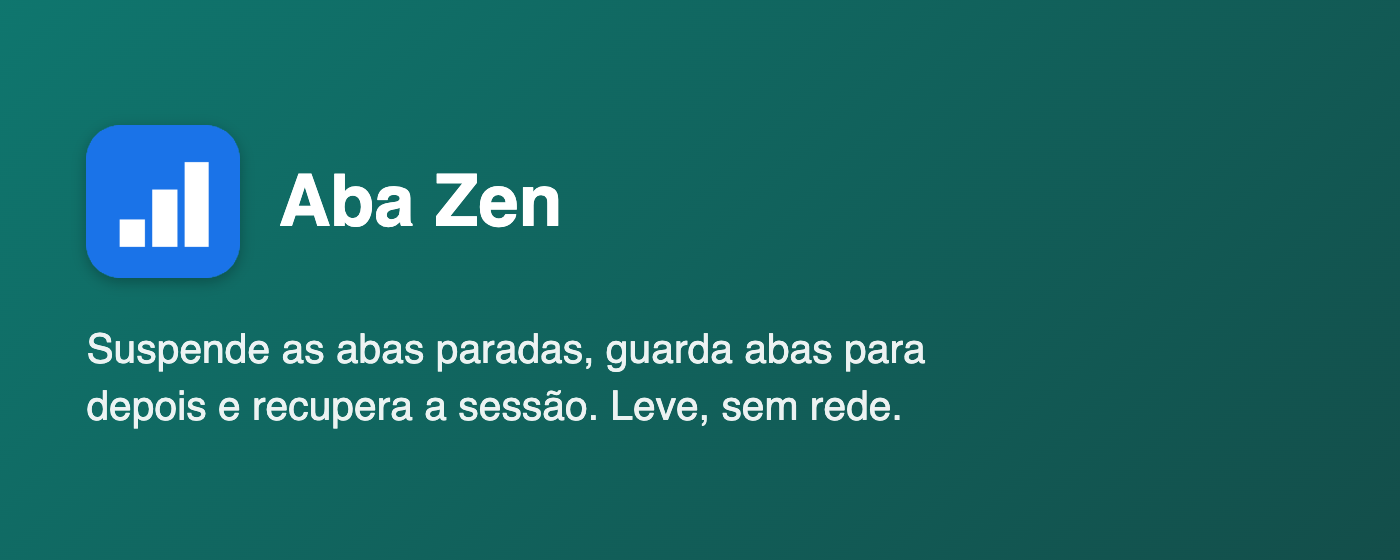 Aba Zen
Suspende as abas paradas, guarda abas para
depois e recupera a sessão. Leve, sem rede.